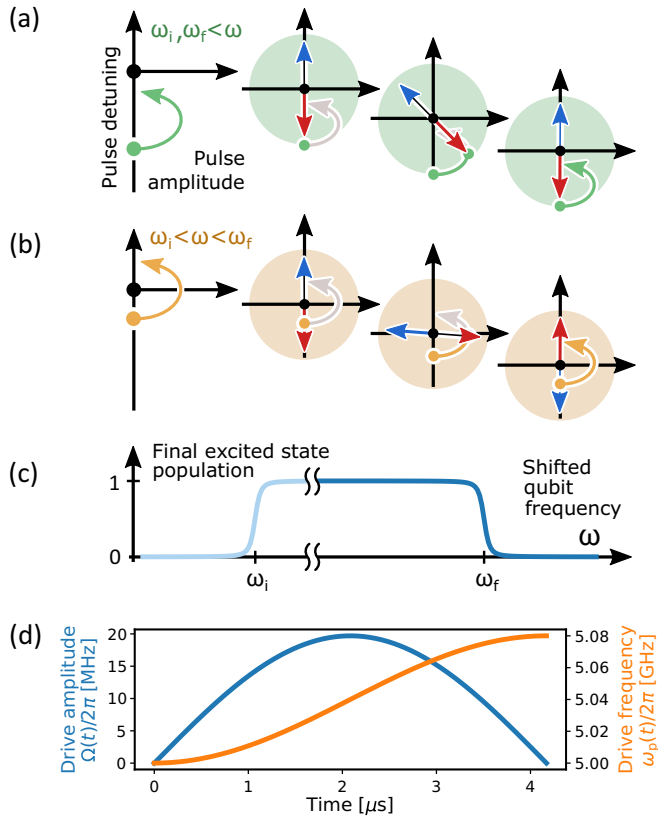 (a)
ωi,ωf<ω
Pulse detuning
Pulse
amplitude
(b)
ωi<ω<ωf
(c)
Final excited state
population
Shifted
qubit
frequency
1
0
ω
ωi
ωf
(d)
Drive amplitude
Ω(t)/2π [MHz]
20
15
10
5
0
5.08
5.06
5.04
5.02
5.00
Drive frequency
ωp(t)/2π [GHz]
0
1
2
3
4
Time [μs]